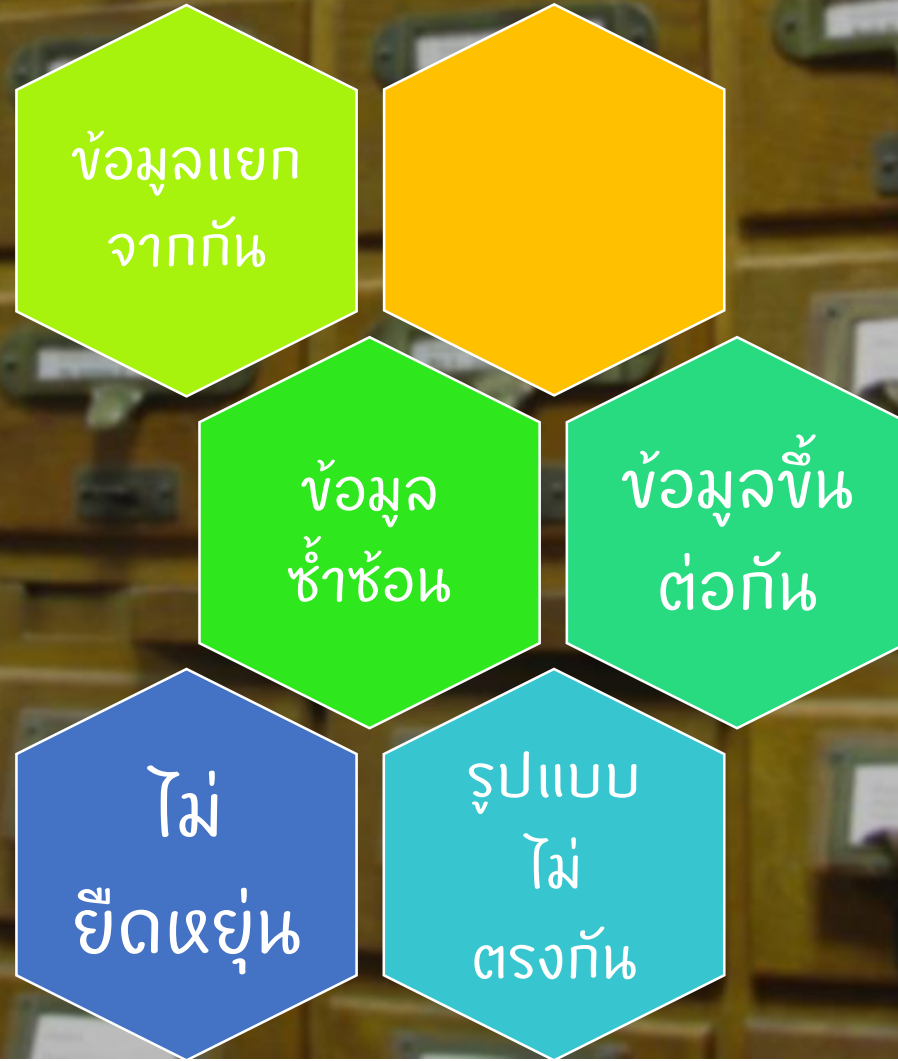 ข้อมูลแยก
จากกัน
ข้อมูล
ซ้ำซ้อน
ข้อมูลขึ้น
ต่อกัน
ไม่
ยืดหยุ่น
รูปแบบ
ไม่
ตรงกัน